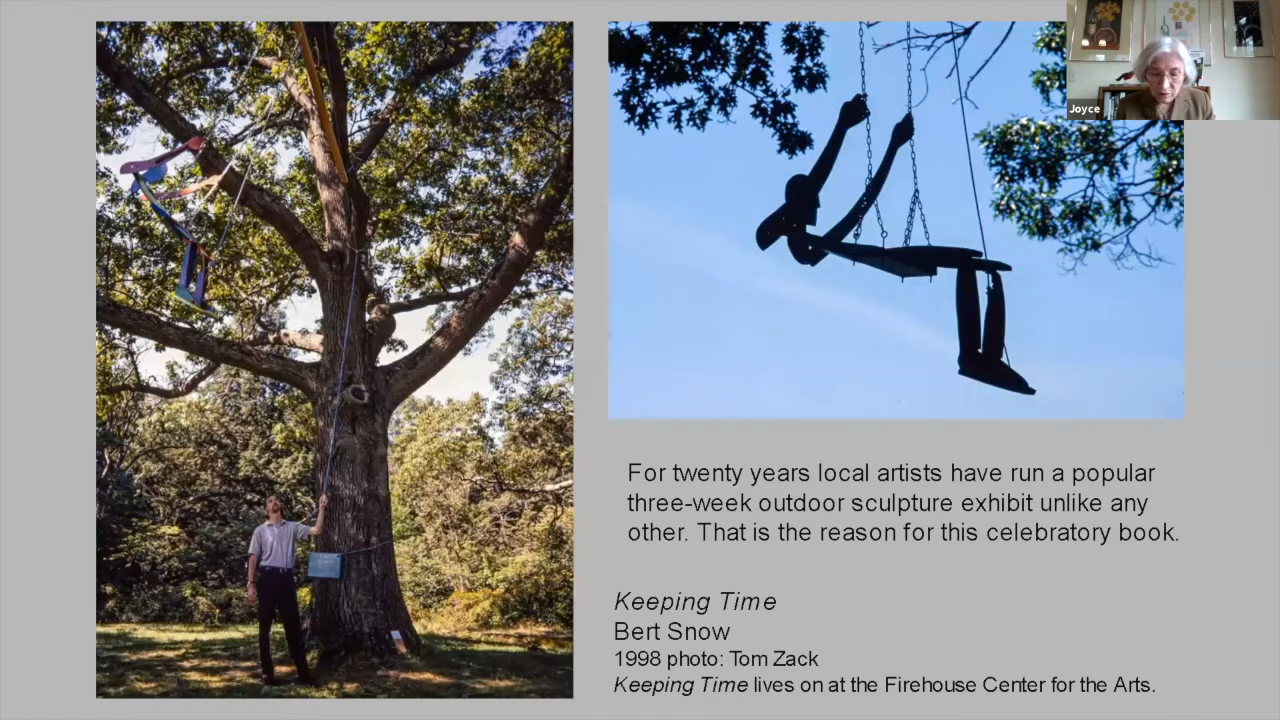 Joyce
For twenty years local artists have run a popular
three-week outdoor sculpture exhibit unlike any
other. That is the reason for this celebratory book.
Keeping Time
Bert Snow
1998 photo: Tom Zack
Keeping Time lives on at the Firehouse Center for the Arts.